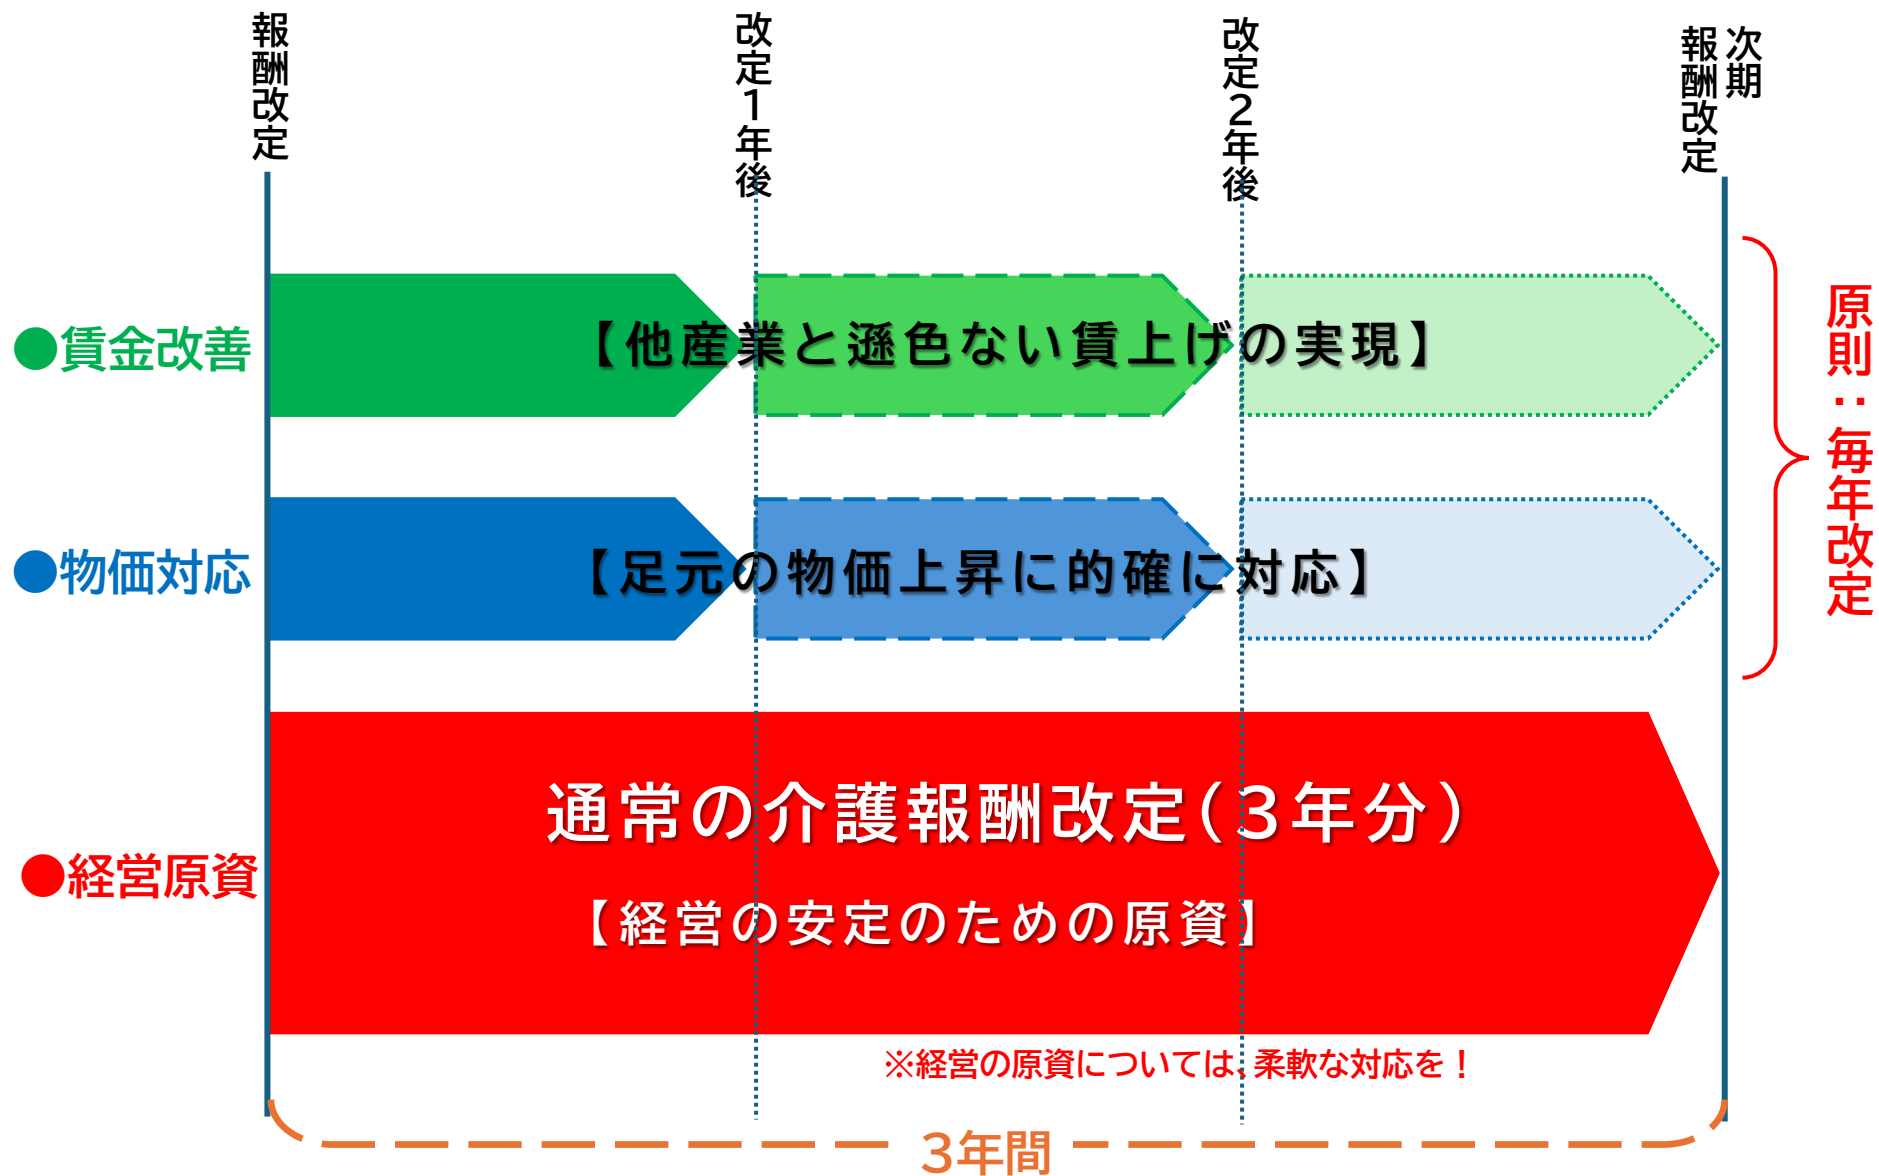 報酬改定
改定1年後
改定2年後
次期
報酬改定
●賃金改善
【他産業と遜色ない賃上げの実現】
●物価対応
【足元の物価上昇に的確に対応】
原則：毎年改定
●経営原資
通常の介護報酬改定（3年分）
【経営の安定のための原資】
※経営の原資については、柔軟な対応を！
3年間